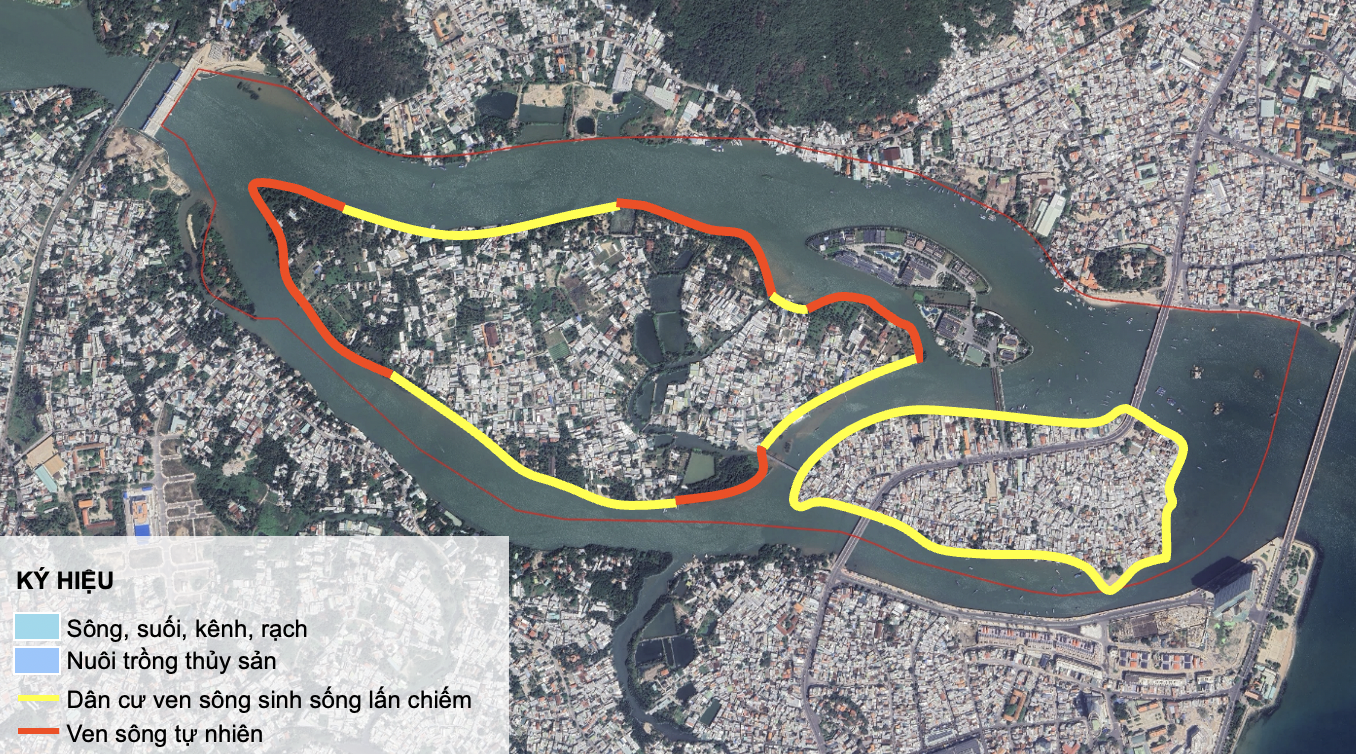 KÝ HIỆU
Sông, suối, kênh, rạch
Nuôi trồng thủy sản
Dân cư ven sông sinh sống lấn chiếm
Ven sông tự nhiên